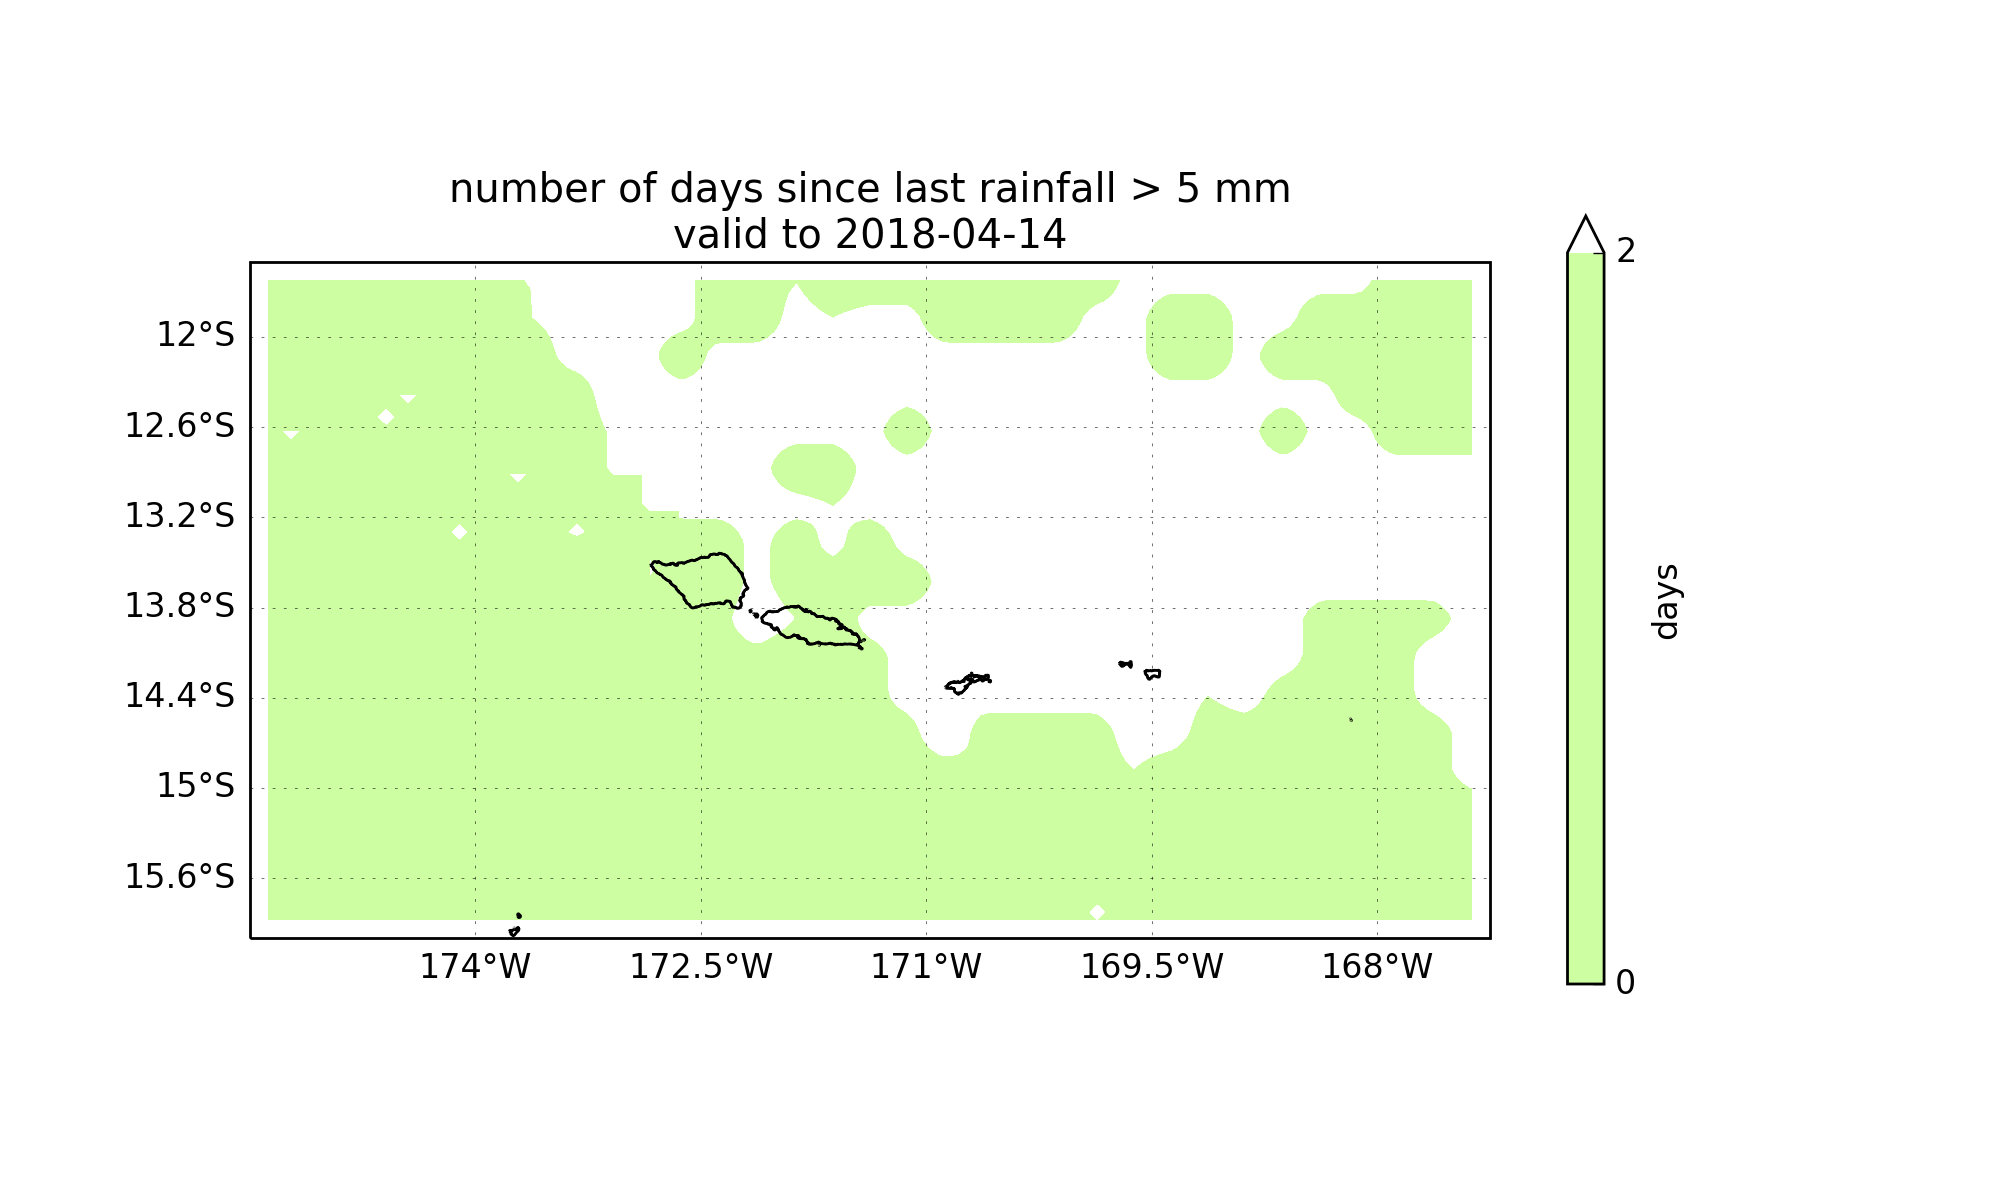 number of days since last rainfall > 5 mm
valid to 2018-04-14
12°S
12.6°S
13.2°S
13.8°S
14.4°S
15°S
15.6°S
174°W 172.5°W 171°W 169.5°W 168°W
2
0
days